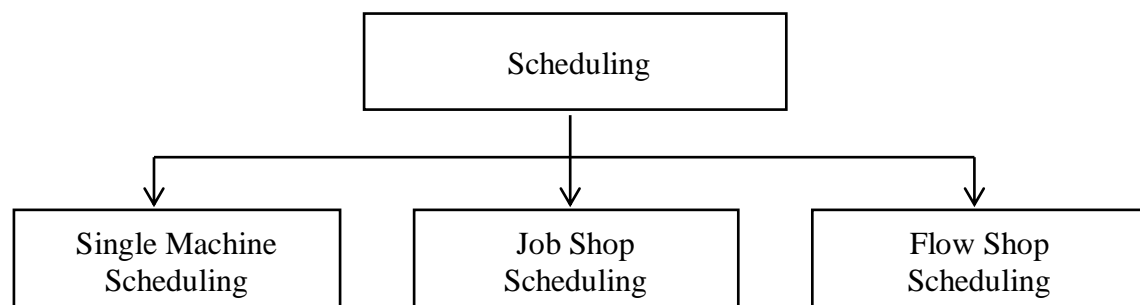 Scheduling
Single Machine
Scheduling
Job Shop
Scheduling
Flow Shop
Scheduling